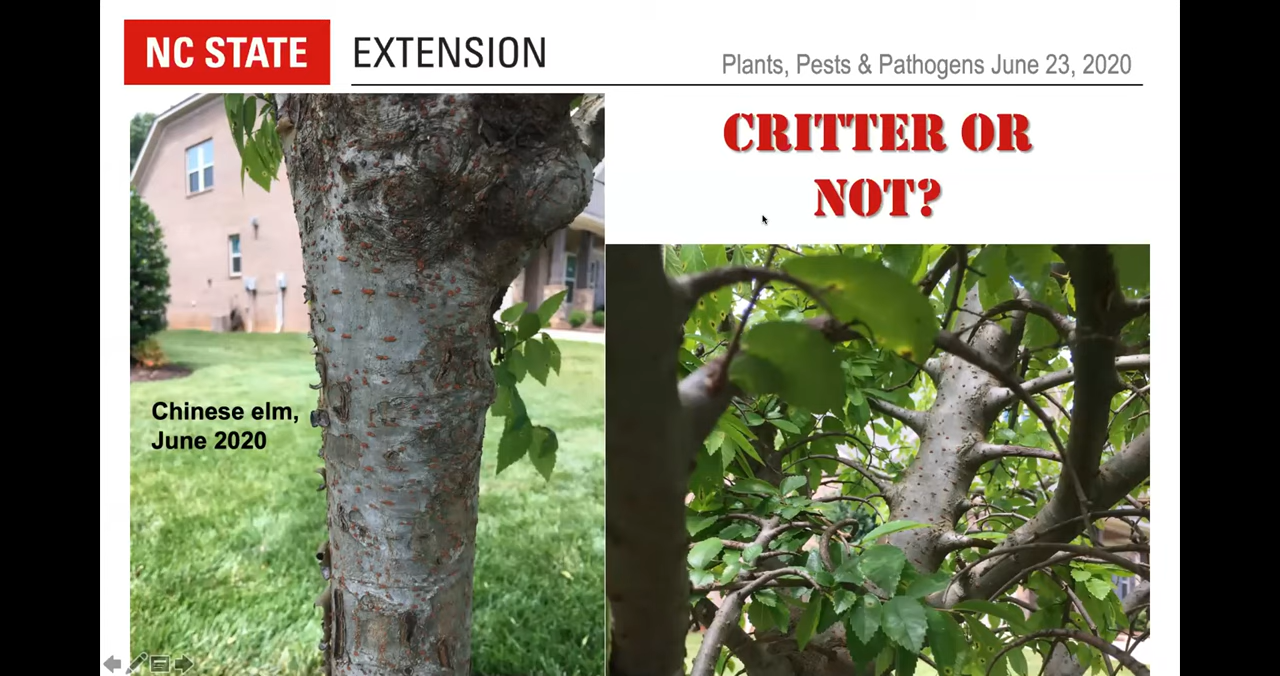 NC STATE EXTENSION
Plants, Pests & Pathogens June 23, 2020
CRITTER OR
NOT?
Chinese elm,
June 2020